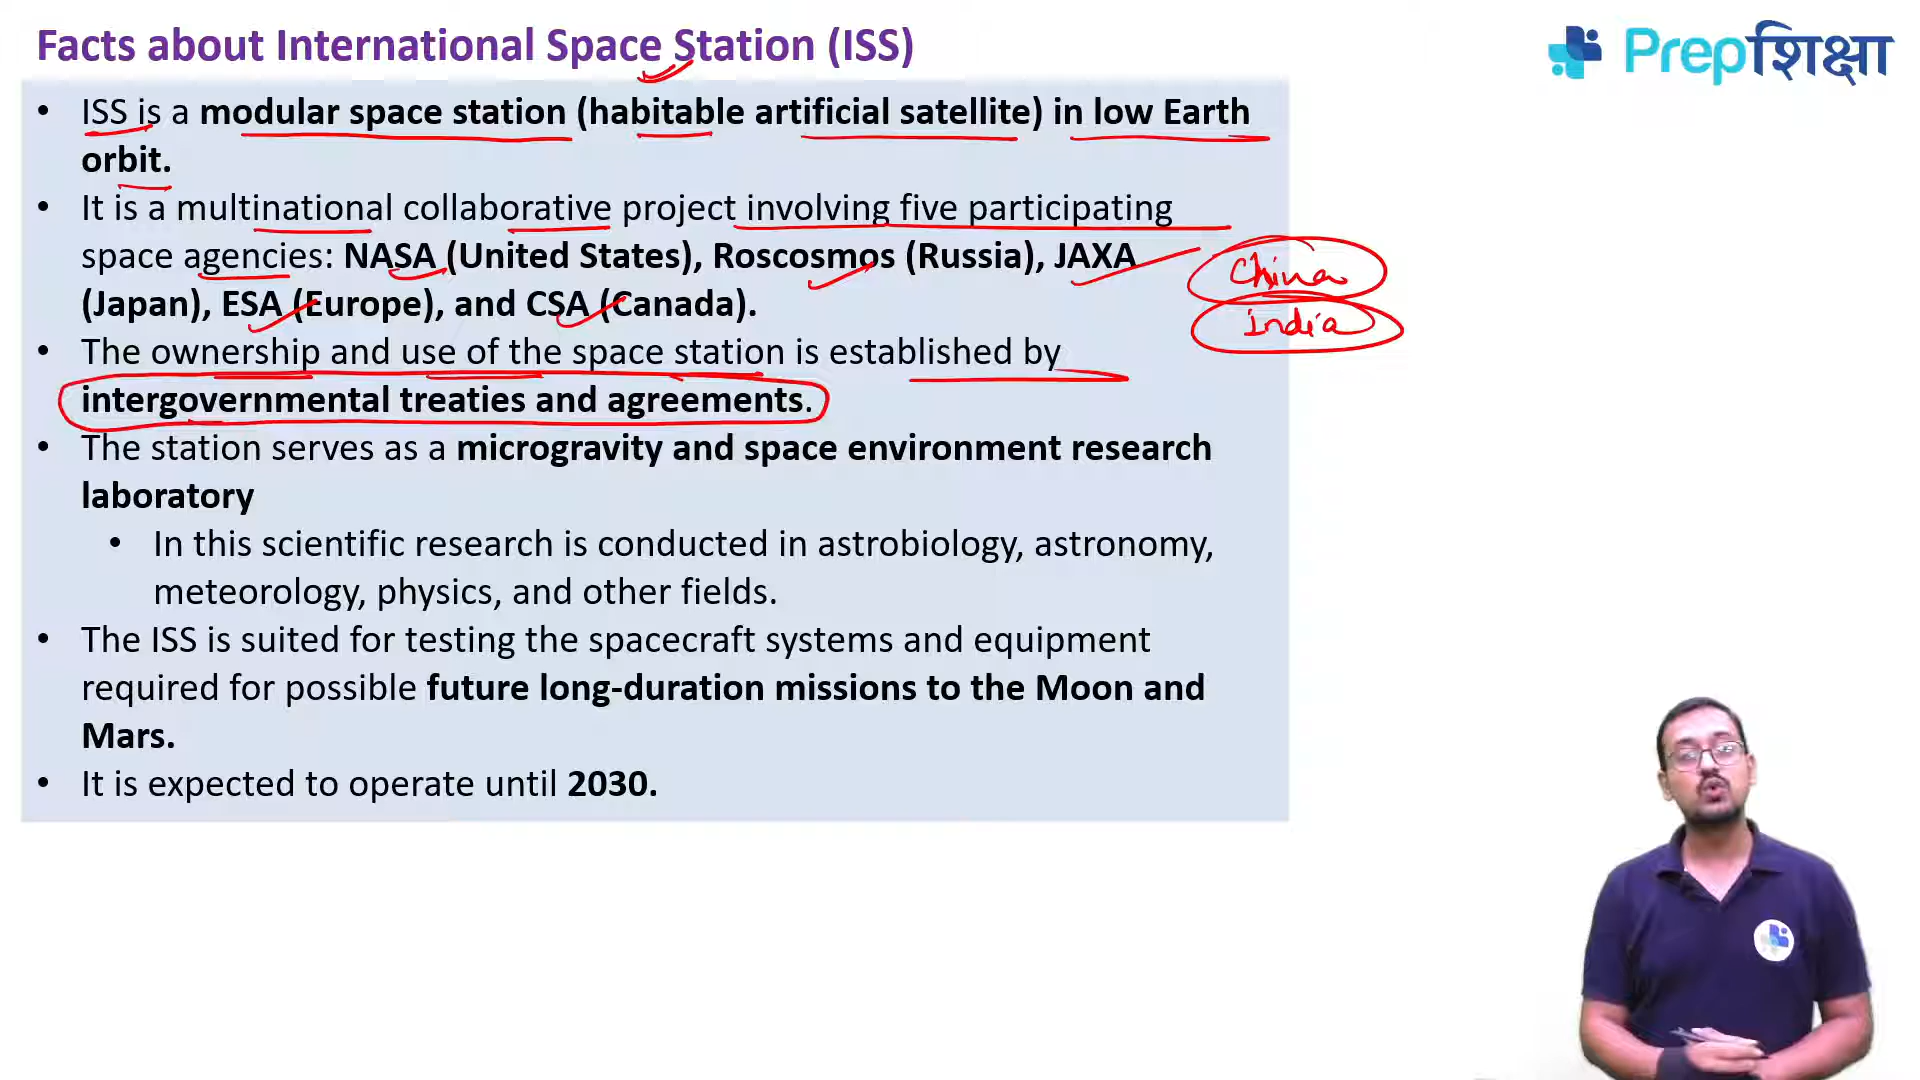 Facts about International Space Station (ISS)
Prepशिक्षा
• ISS is a modular space station (habitable artificial satellite) in low Earth
orbit.
• It is a multinational collaborative project involving five participating
space agencies: NASA (United States), Roscosmos (Russia), JAXA
(Japan), ESA (Europe), and CSA (Canada).
China
India
• The ownership and use of the space station is established by
intergovernmental treaties and agreements.
• The station serves as a microgravity and space environment research
laboratory
• In this scientific research is conducted in astrobiology, astronomy,
meteorology, physics, and other fields.
• The ISS is suited for testing the spacecraft systems and equipment
required for possible future long-duration missions to the Moon and
Mars.
• It is expected to operate until 2030.